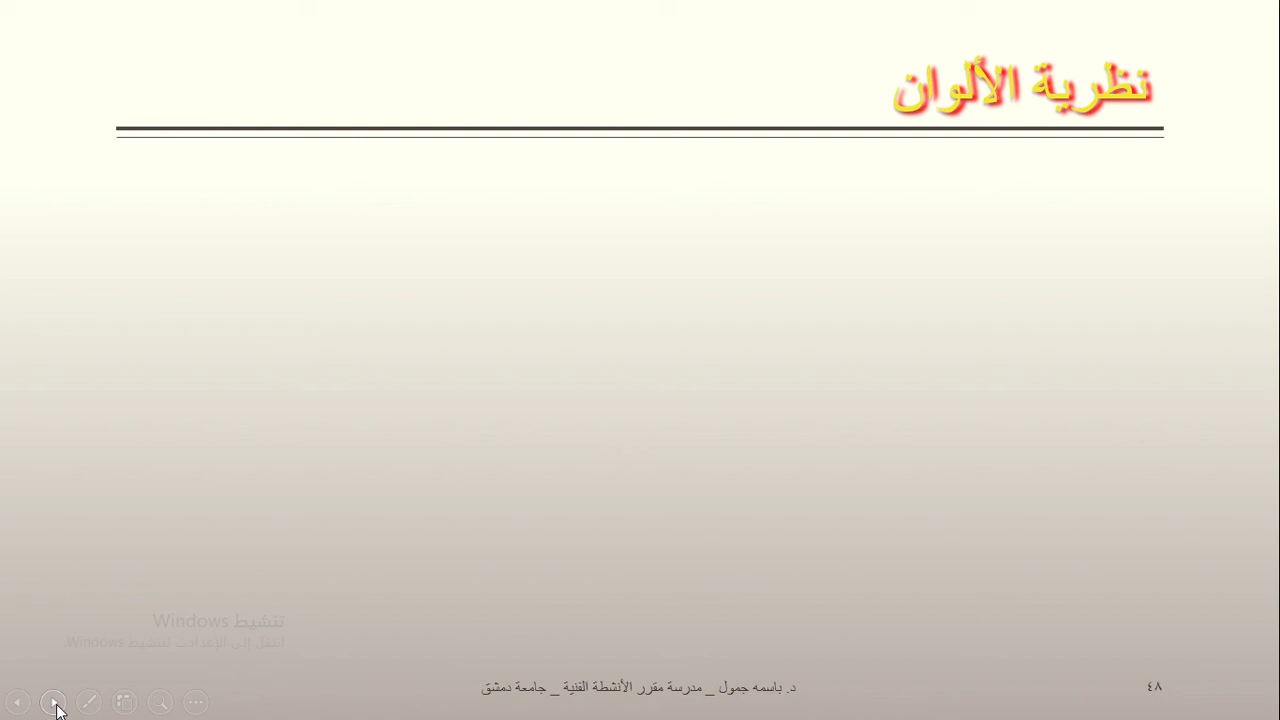 نظرية الألوان
تنشيط Windows
انتقل إلى الإعدادات لتنشيط Windows.
د. باسمه جمول _ مدرسة مقرر الأنشطة الفنية _ جامعة دمشق
٤٨